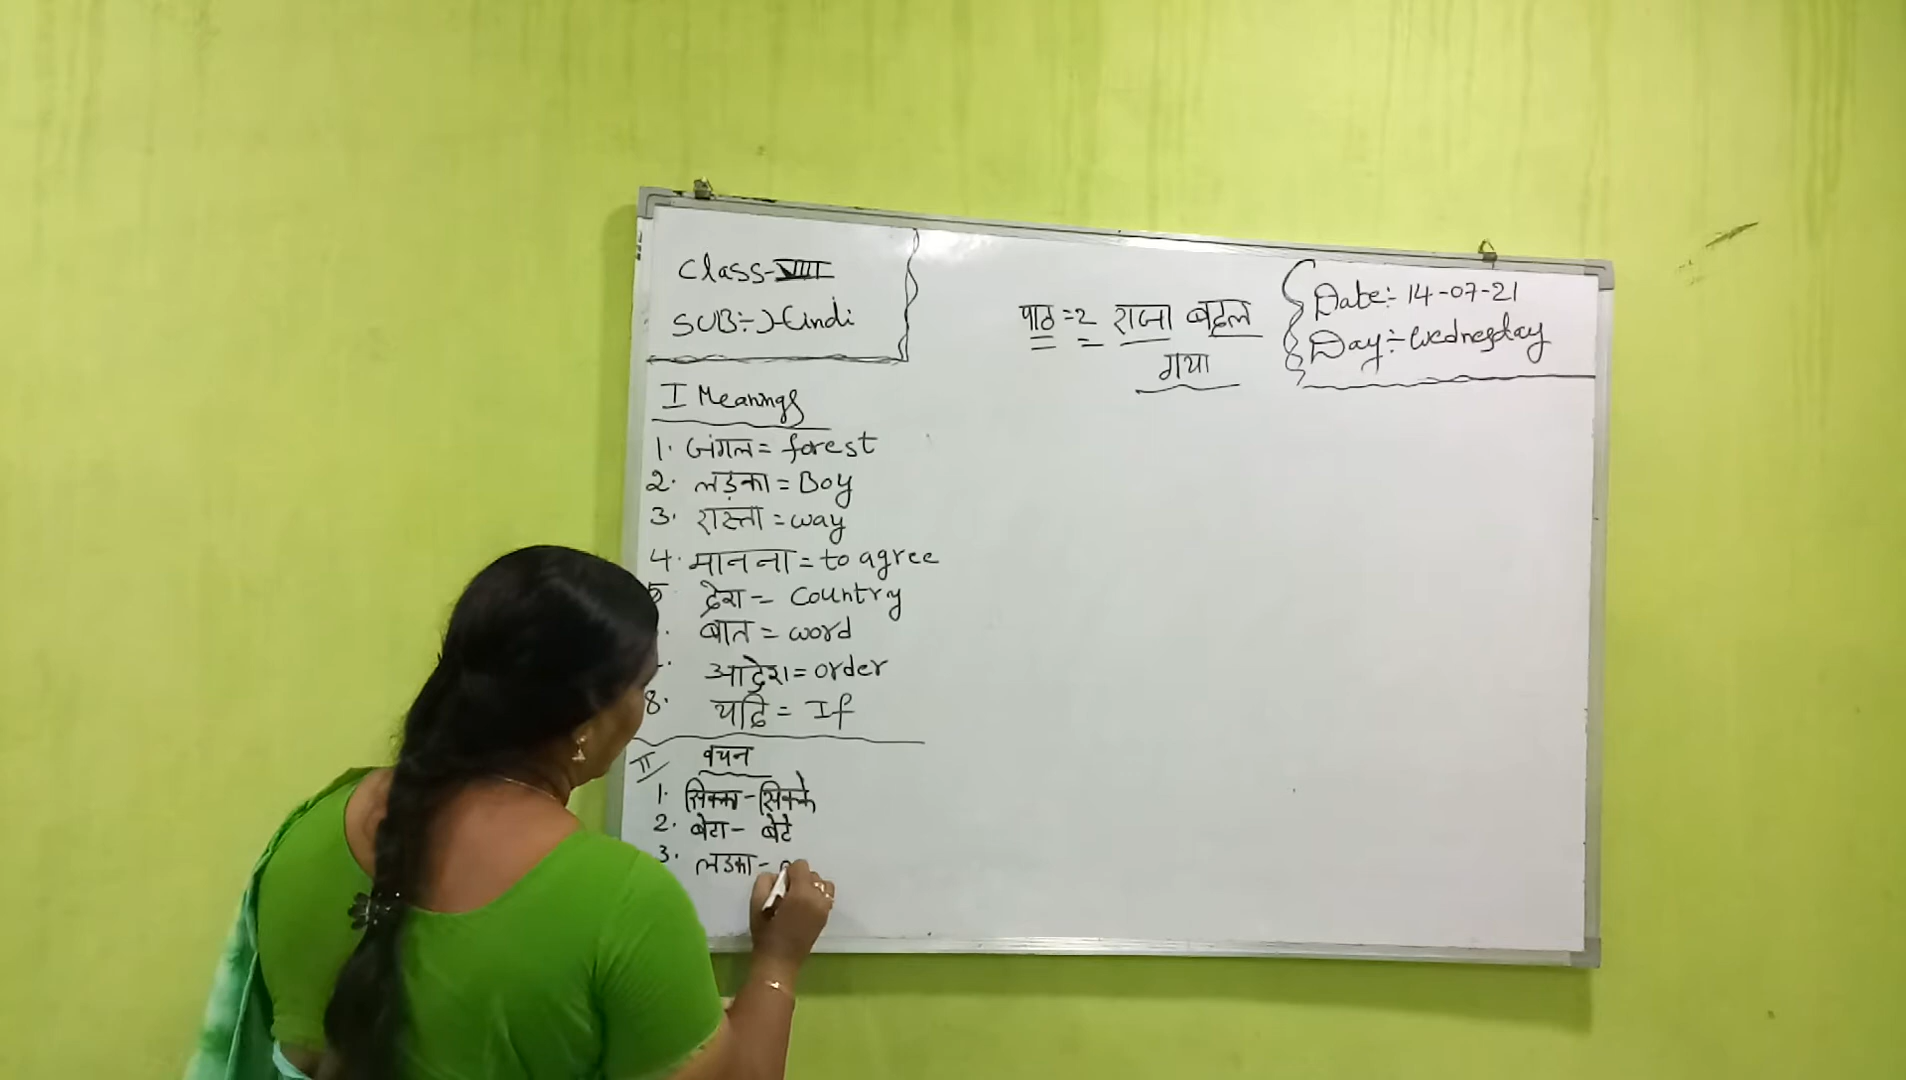 Class-VIII
SUB:-Hindi
पाठ=2 राजा बदल
गया
Date:- 14-07-21
Day:- Wednesday
I Meanings
1. जंगल = forest
2. लड़का = Boy
3. रास्ता = way
4. मानना = to agree
5 देश = Country
. बात = word
. आदेश = order
8. यदि = If
II वचन
1. सिक्का - सिक्के
2. बेटा - बेटे
3. लडका -